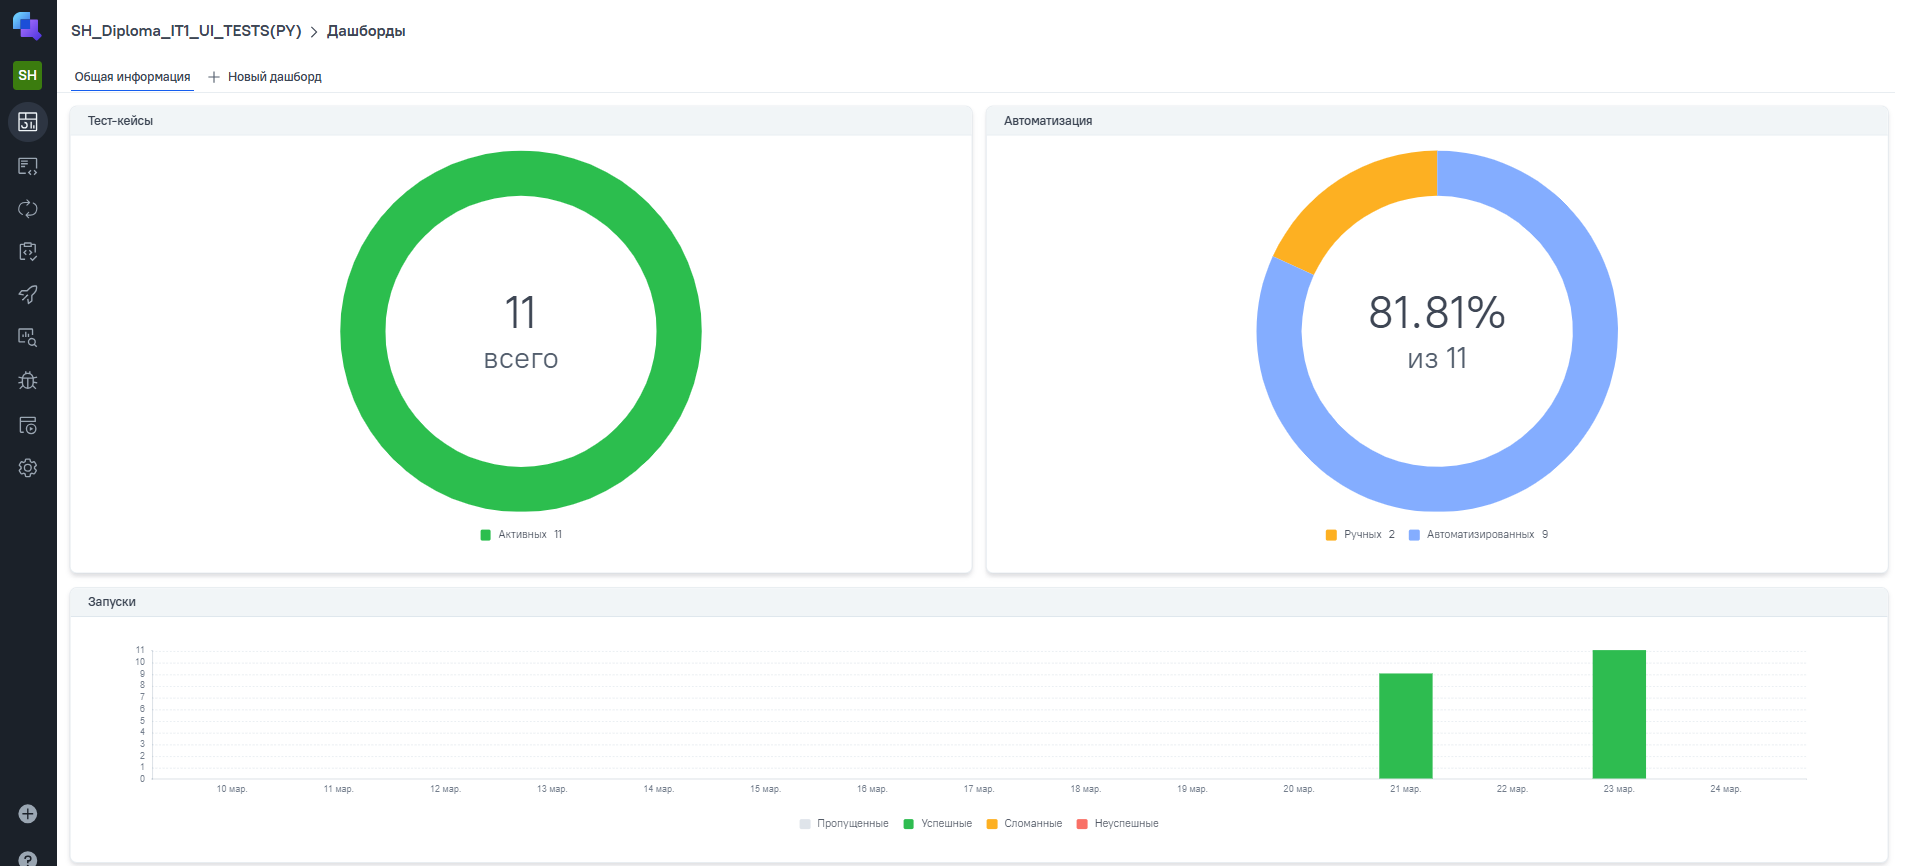 SH_Diploma_IT1_UI_TESTS(PY) > Дашборды
SH
Общая информация + Новый дашборд
Тест-кейсы
11
всего
Активных 11
Автоматизация
81.81%
из 11
Ручных 2 Автоматизированных 9
Запуски
11
10
9
8
7
6
5
4
3
2
1
0
10 мар. 11 мар. 12 мар. 13 мар. 14 мар. 15 мар. 16 мар. 17 мар. 18 мар. 19 мар. 20 мар. 21 мар. 22 мар. 23 мар. 24 мар.
Пропущенные Успешные Сломанные Неуспешные
?